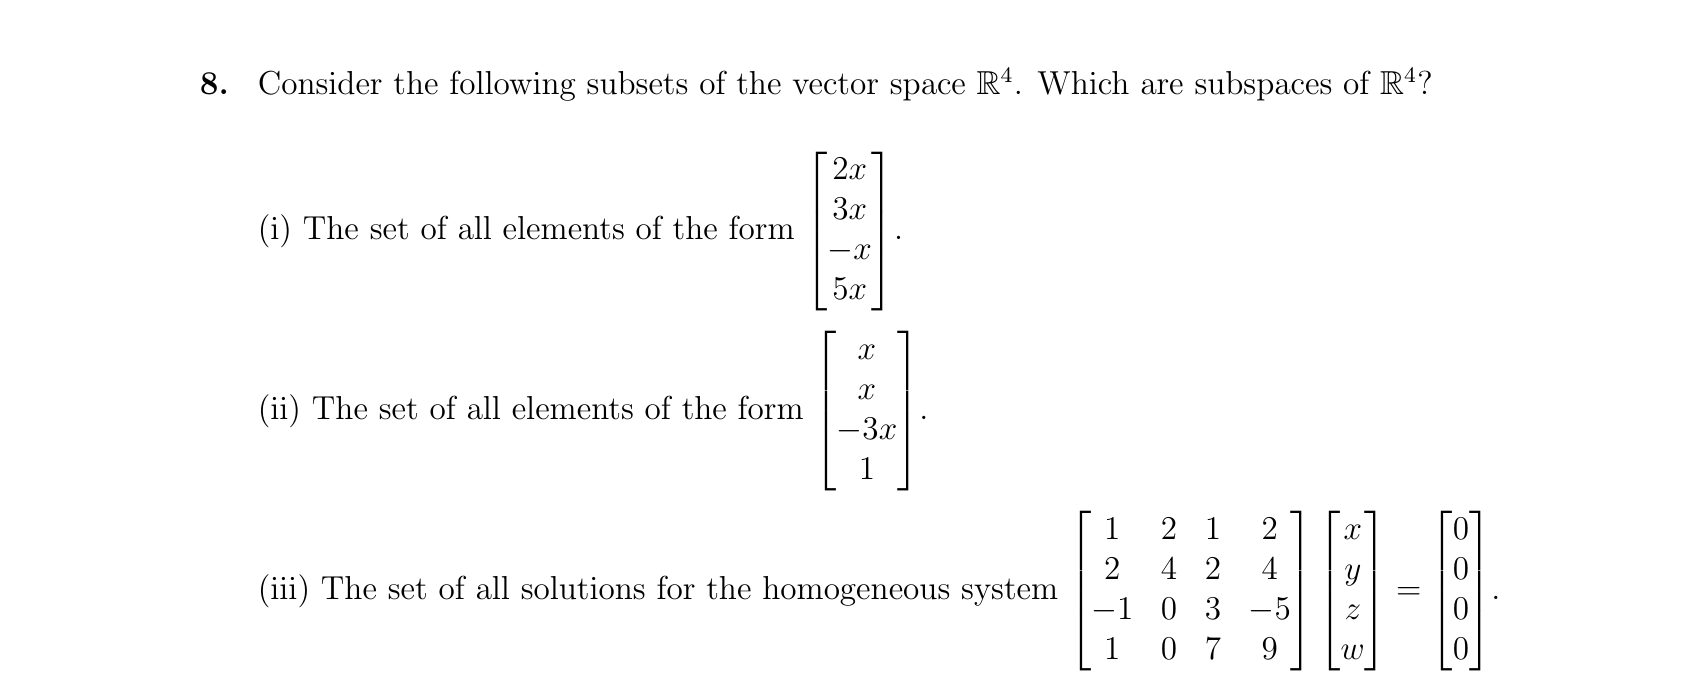 8. Consider the following subsets of the vector space ℝ⁴. Which are subspaces of ℝ⁴?
(i) The set of all elements of the form $\begin{bmatrix} 2x \\ 3x \\ -x \\ 5x \end{bmatrix}$.
(ii) The set of all elements of the form $\begin{bmatrix} x \\ x \\ -3x \\ 1 \end{bmatrix}$.
(iii) The set of all solutions for the homogeneous system $\begin{bmatrix} 1 & 2 & 1 & 2 \\ 2 & 4 & 2 & 4 \\ -1 & 0 & 3 & -5 \\ 1 & 0 & 7 & 9 \end{bmatrix} \begin{bmatrix} x \\ y \\ z \\ w \end{bmatrix} = \begin{bmatrix} 0 \\ 0 \\ 0 \\ 0 \end{bmatrix}$.